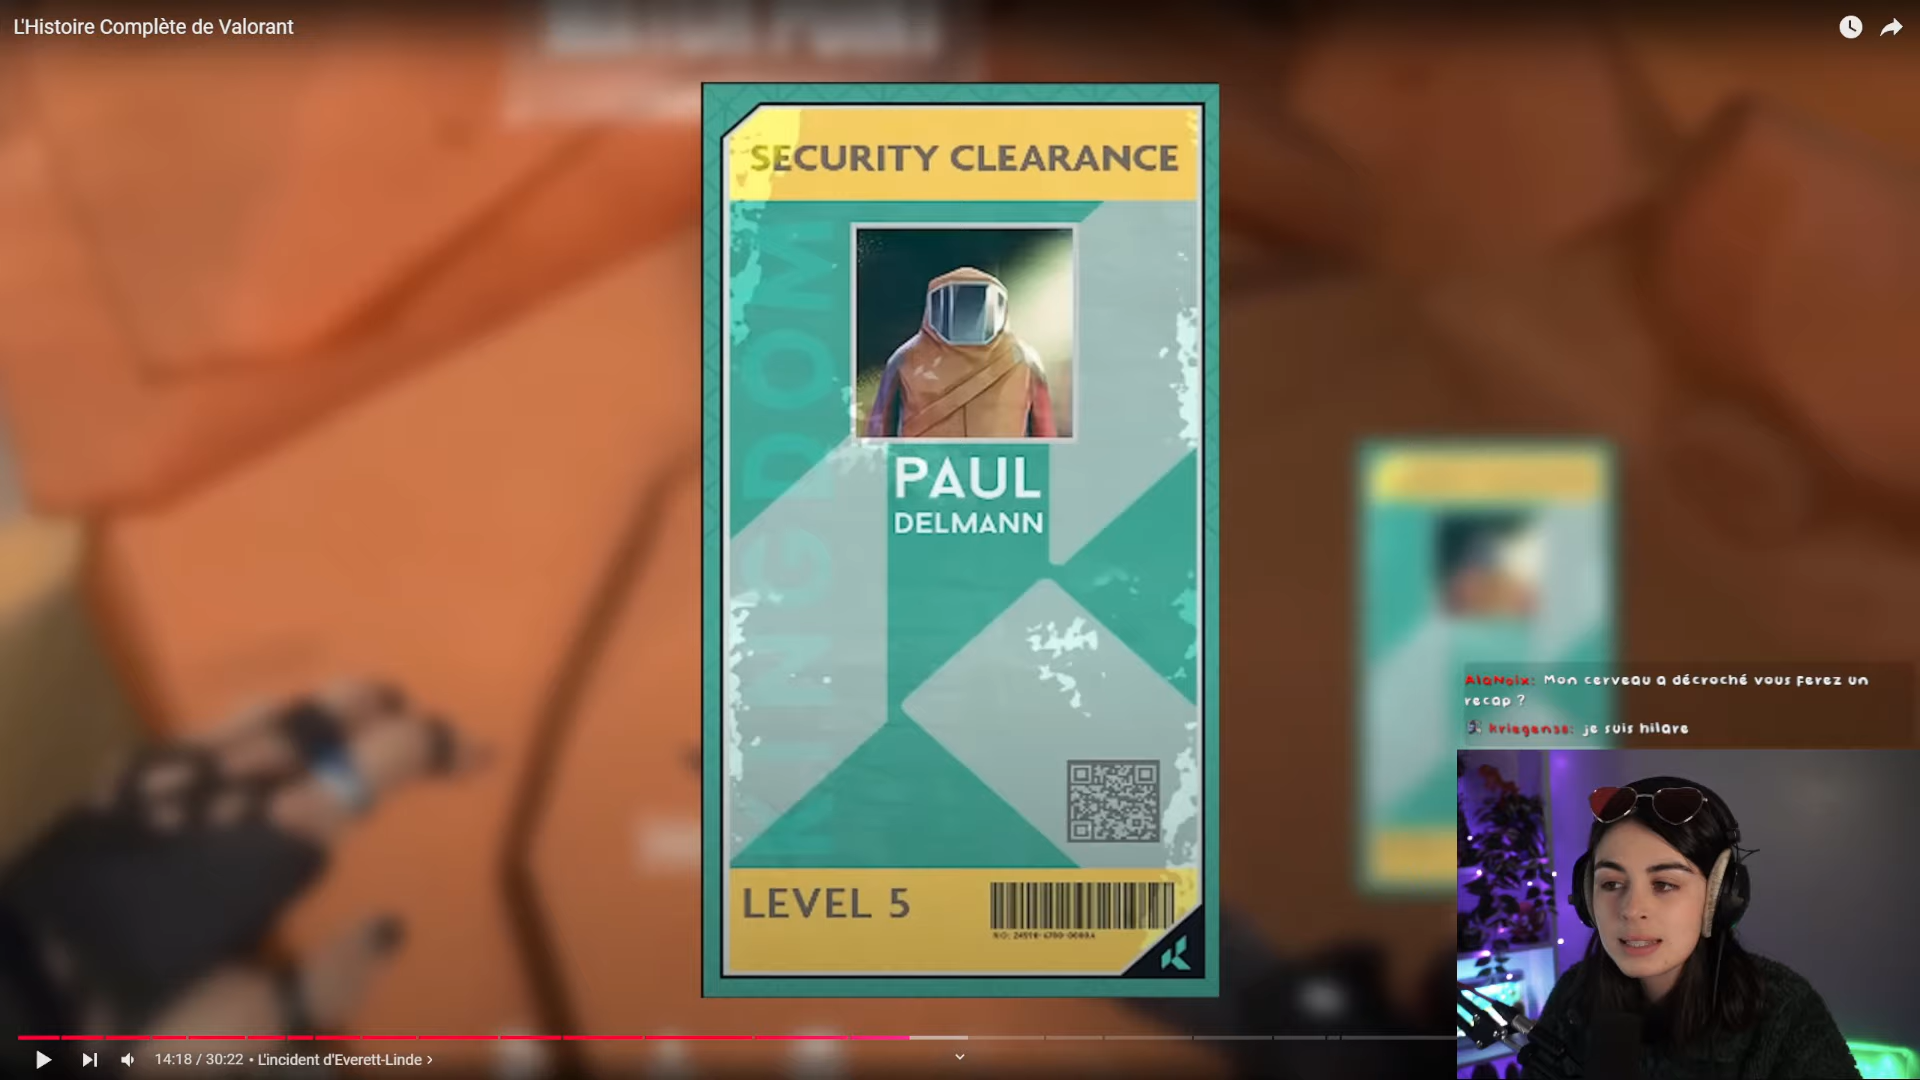 L'Histoire Complète de Valorant
SECURITY CLEARANCE
KINGDOM
PAUL
DELMANN
LEVEL 5
AlaNoix: Mon cerveau a décroché vous ferez un
recap ?
kriegense: je suis hilare
14:18 / 30:22 • L'incident d'Everett-Linde >